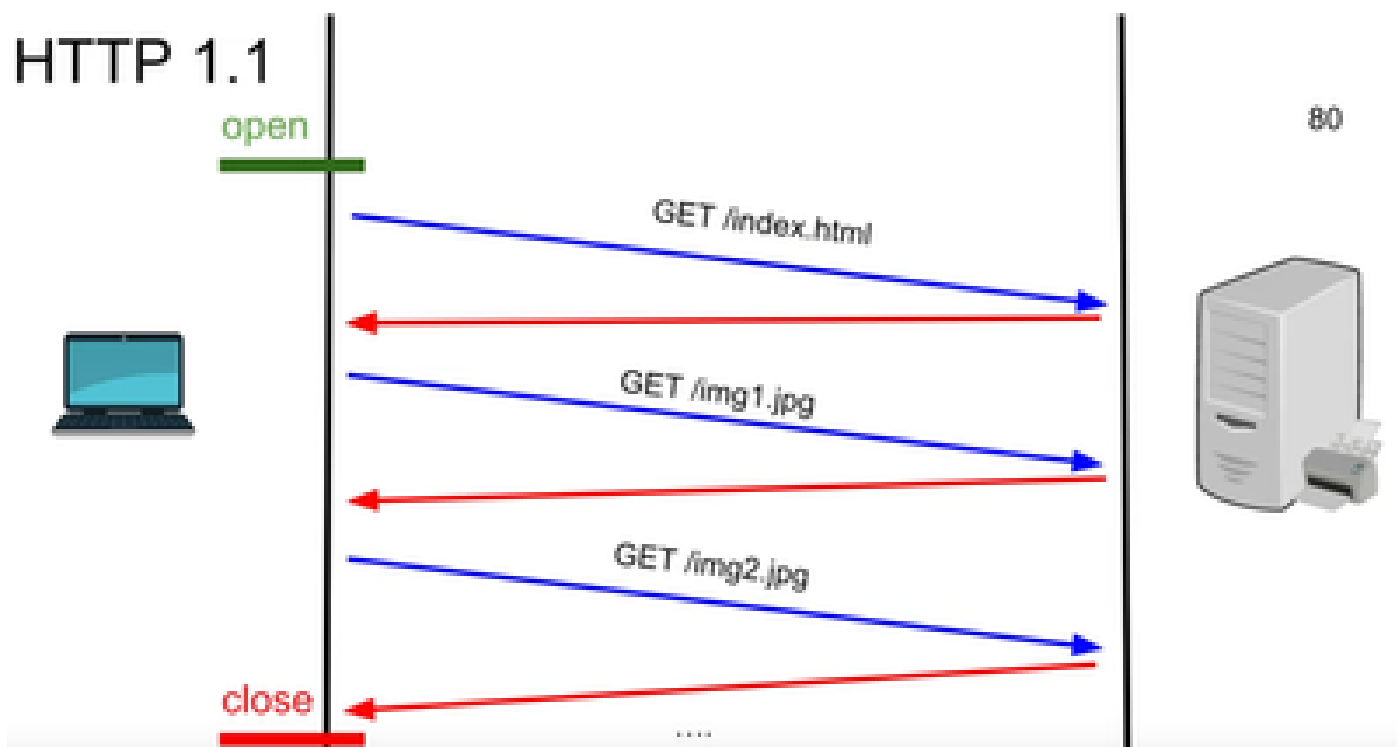 HTTP 1.1
open
80
GET /index.html
GET /img1.jpg
GET /img2.jpg
close
....